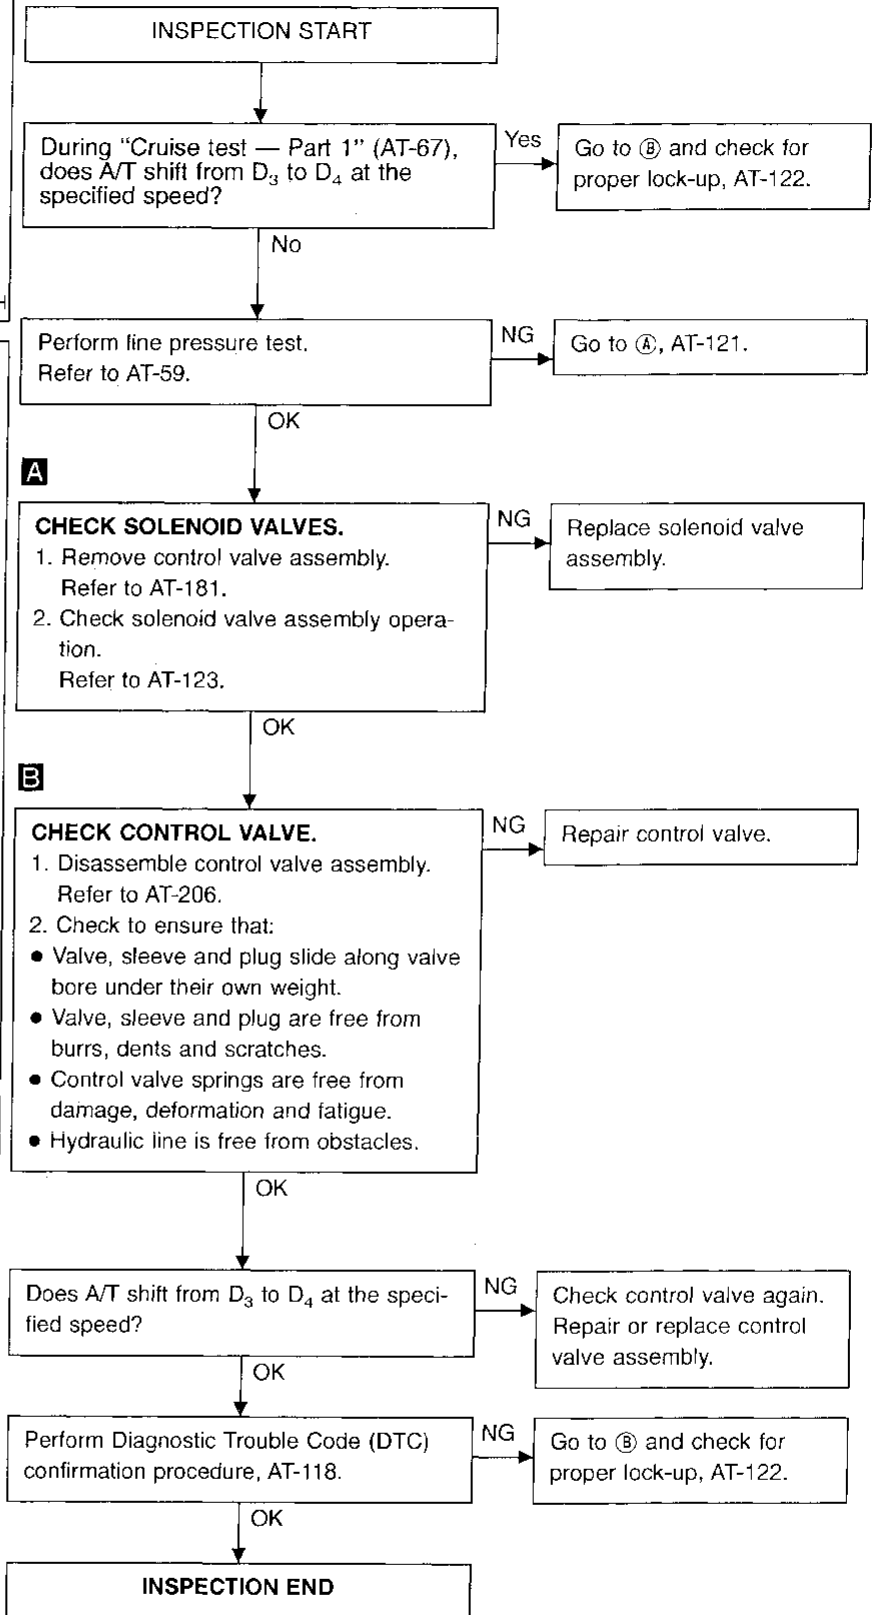 INSPECTION START
During “Cruise test — Part 1” (AT-67),
does A/T shift from D3 to D4 at the
specified speed?
Yes
Go to Ⓑ and check for
proper lock-up, AT-122.
No
Perform line pressure test.
Refer to AT-59.
NG
Go to Ⓐ, AT-121.
OK
A
CHECK SOLENOID VALVES.
1. Remove control valve assembly.
Refer to AT-181.
2. Check solenoid valve assembly opera-
tion.
Refer to AT-123.
NG
Replace solenoid valve
assembly.
OK
B
CHECK CONTROL VALVE.
1. Disassemble control valve assembly.
Refer to AT-206.
2. Check to ensure that:
● Valve, sleeve and plug slide along valve
bore under their own weight.
● Valve, sleeve and plug are free from
burrs, dents and scratches.
● Control valve springs are free from
damage, deformation and fatigue.
● Hydraulic line is free from obstacles.
NG
Repair control valve.
OK
Does A/T shift from D3 to D4 at the speci-
fied speed?
NG
Check control valve again.
Repair or replace control
valve assembly.
OK
Perform Diagnostic Trouble Code (DTC)
confirmation procedure, AT-118.
NG
Go to Ⓑ and check for
proper lock-up, AT-122.
OK
INSPECTION END